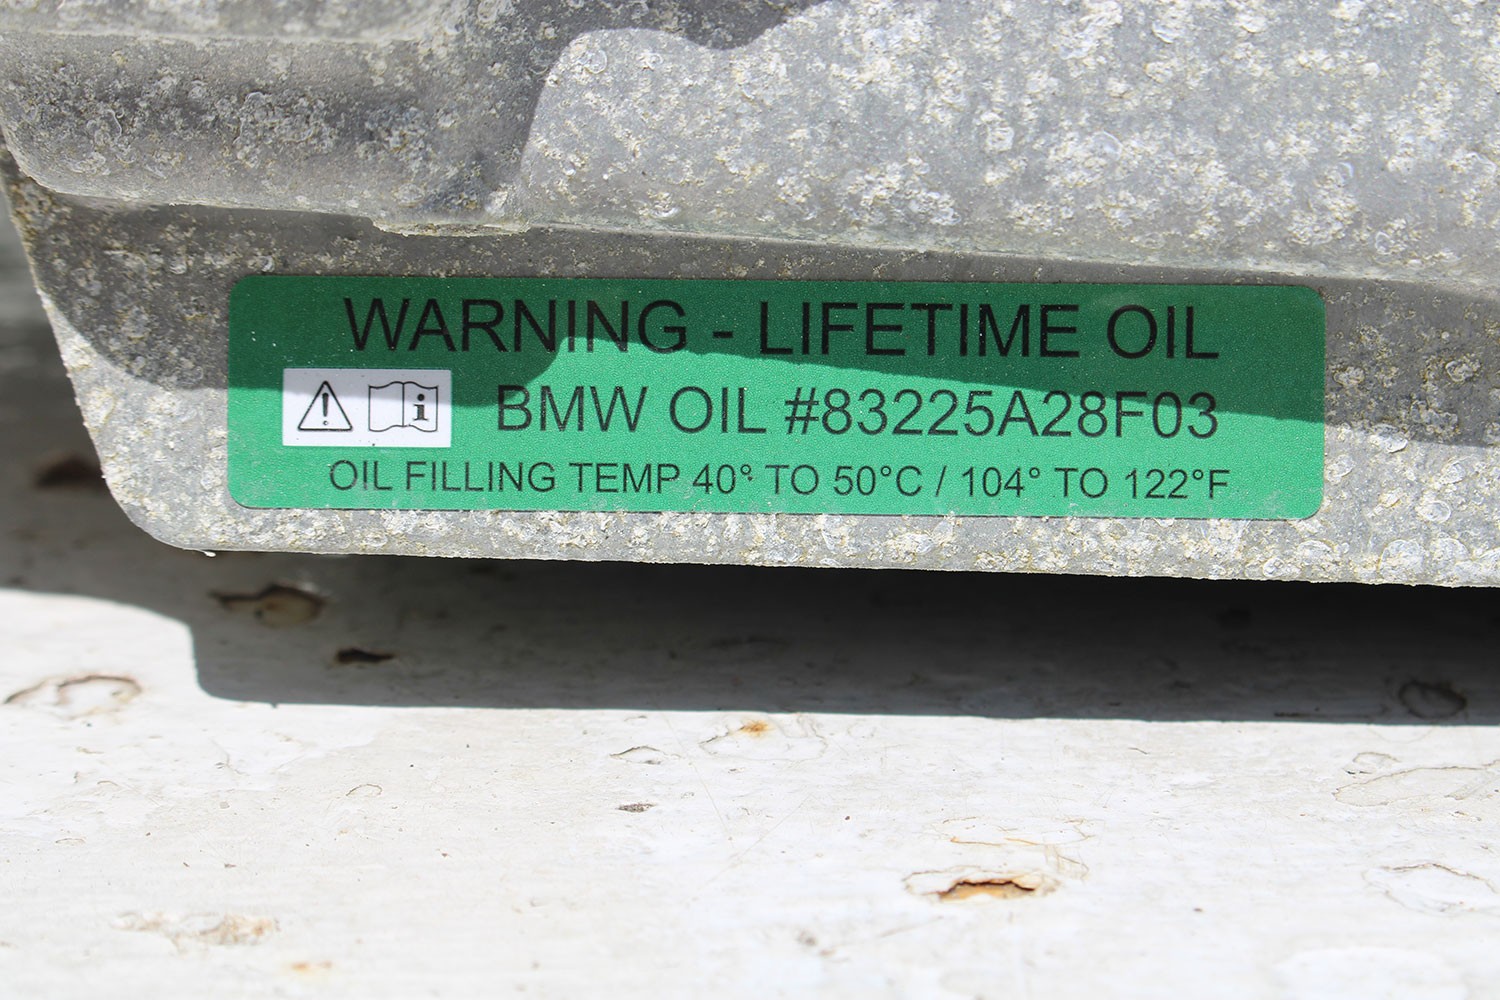 WARNING - LIFETIME OIL
BMW OIL #83225A28F03
OIL FILLING TEMP 40° TO 50°C / 104° TO 122°F